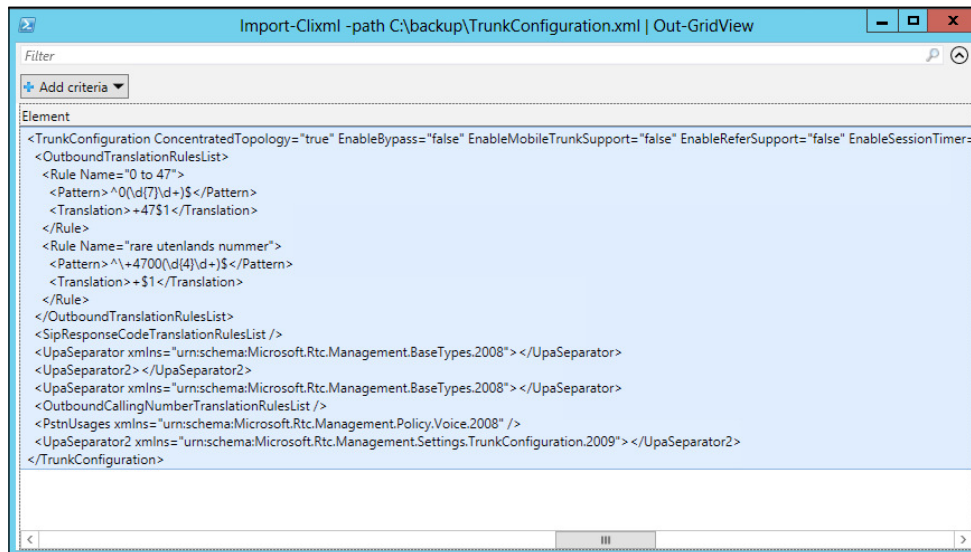 Import-Clixml -path C:\backup\TrunkConfiguration.xml | Out-GridView
Filter
Add criteria
Element
<TrunkConfiguration ConcentratedTopology="true" EnableBypass="false" EnableMobileTrunkSupport="false" EnableReferSupport="false" EnableSessionTimer=
<OutboundTranslationRulesList>
<Rule Name="0 to 47">
<Pattern>^0(\d{7}\d+)$</Pattern>
<Translation>+47$1</Translation>
</Rule>
<Rule Name="rare utenlands nummer">
<Pattern>^\+4700(\d{4}\d+)$</Pattern>
<Translation>+$1</Translation>
</Rule>
</OutboundTranslationRulesList>
<SipResponseCodeTranslationRulesList />
<UpaSeparator xmlns="urn:schema:Microsoft.Rtc.Management.BaseTypes.2008"></UpaSeparator>
<UpaSeparator2></UpaSeparator2>
<UpaSeparator xmlns="urn:schema:Microsoft.Rtc.Management.BaseTypes.2008"></UpaSeparator>
<OutboundCallingNumberTranslationRulesList />
<PstnUsages xmlns="urn:schema:Microsoft.Rtc.Management.Policy.Voice.2008" />
<UpaSeparator2 xmlns="urn:schema:Microsoft.Rtc.Management.Settings.TrunkConfiguration.2009"></UpaSeparator2>
</TrunkConfiguration>